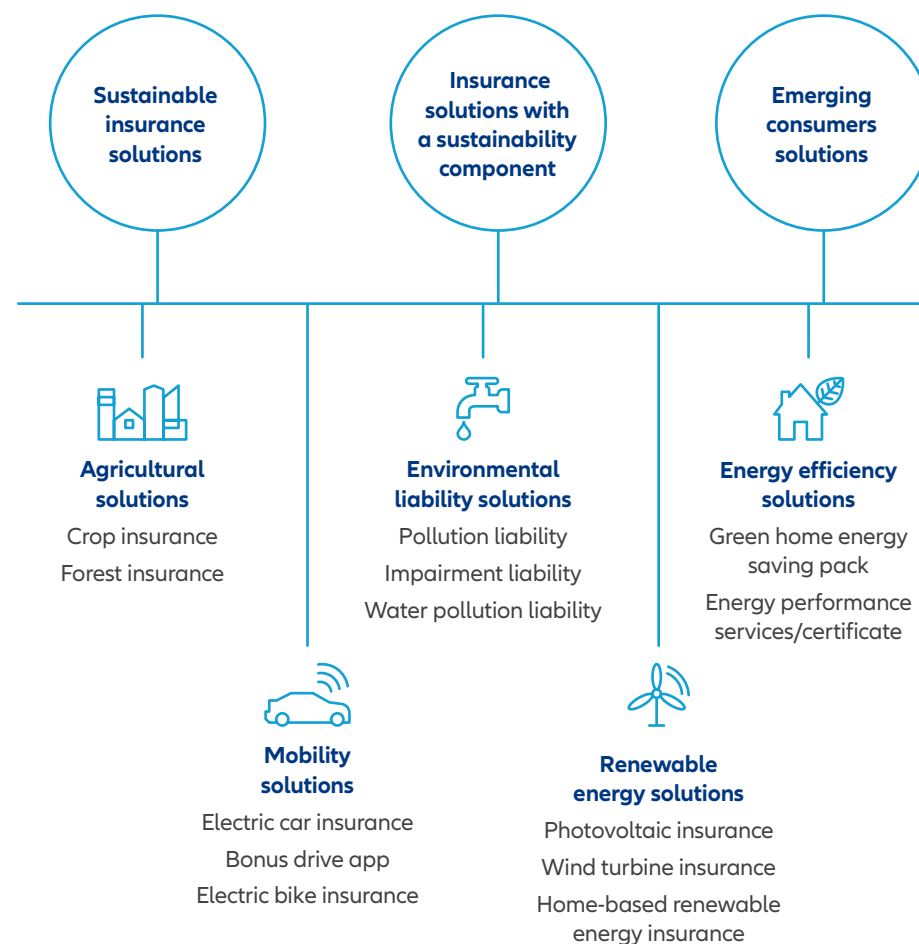 Sustainable
insurance
solutions
Insurance
solutions with
a sustainability
component
Emerging
consumers
solutions
Agricultural
solutions
Crop insurance
Forest insurance
Environmental
liability solutions
Pollution liability
Impairment liability
Water pollution liability
Energy efficiency
solutions
Green home energy
saving pack
Energy performance
services/certificate
Mobility
solutions
Electric car insurance
Bonus drive app
Electric bike insurance
Renewable
energy solutions
Photovoltaic insurance
Wind turbine insurance
Home-based renewable
energy insurance